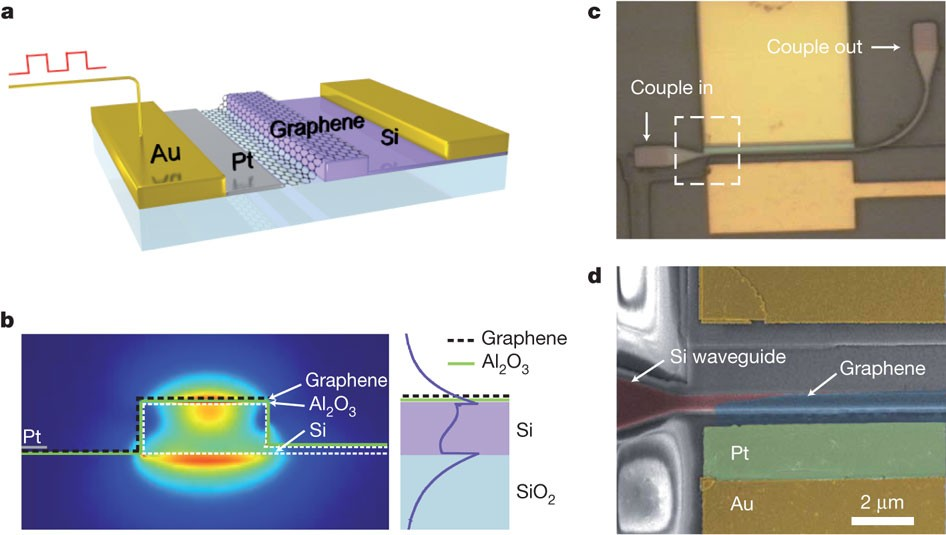 a
Au
Pt
Graphene
Si
b
Graphene
Al2O3
Graphene
Al2O3
Si
Pt
Si
SiO2
c
Couple out
Couple in
d
Si waveguide
Graphene
Pt
Au
2 μm